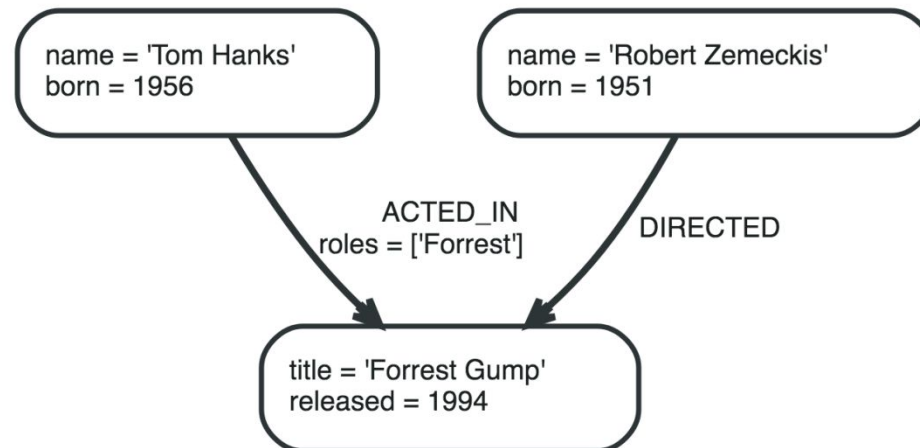 name = 'Tom Hanks'
born = 1956
name = 'Robert Zemeckis'
born = 1951
ACTED_IN
roles = ['Forrest']
DIRECTED
title = 'Forrest Gump'
released = 1994